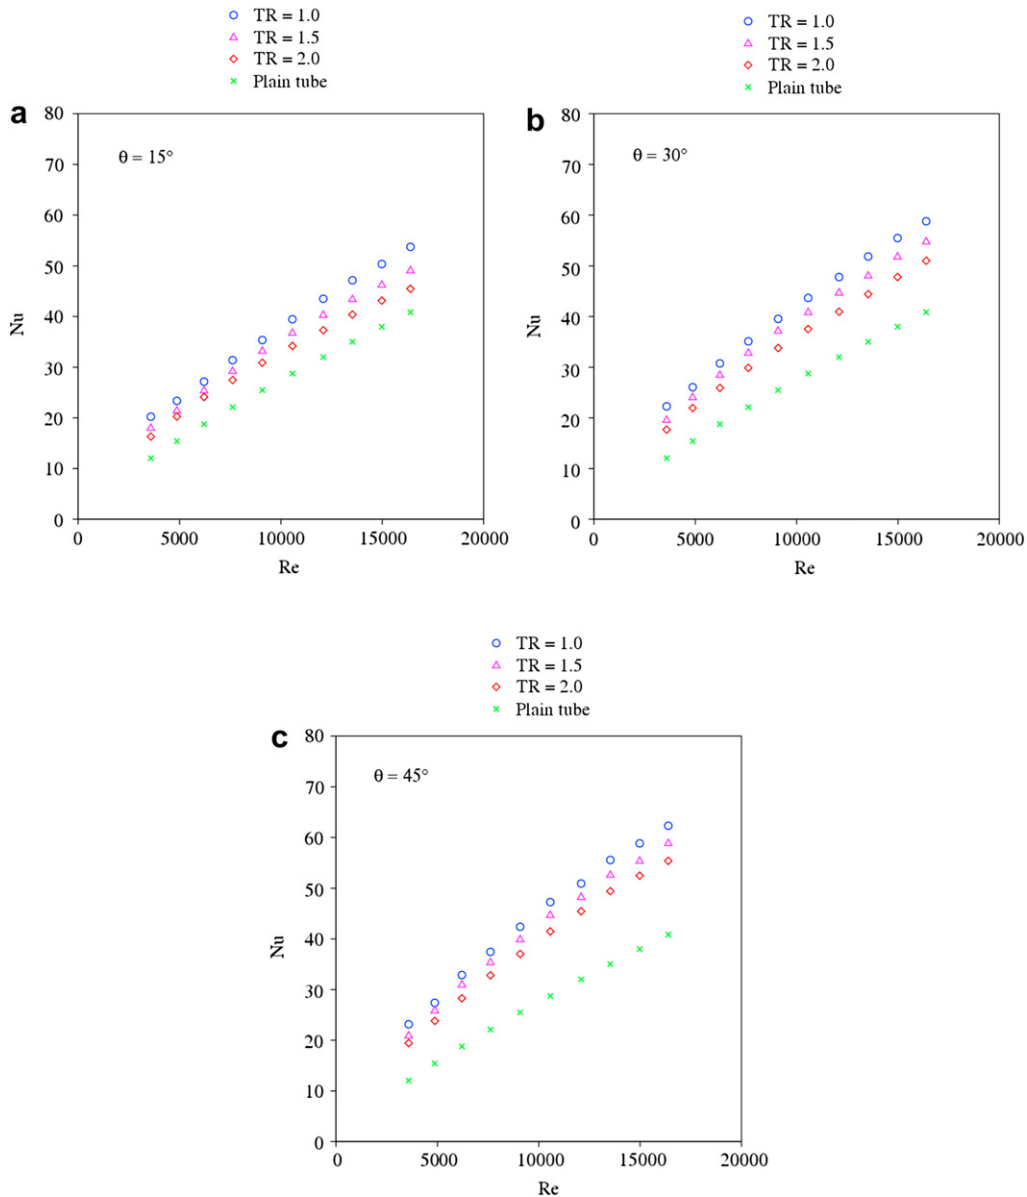 TR = 1.0
TR = 1.5
TR = 2.0
Plain tube
a
80
70
60
50
40
30
20
10
0
Nu
θ = 15°
0 5000 10000 15000 20000
Re
TR = 1.0
TR = 1.5
TR = 2.0
Plain tube
b
80
70
60
50
40
30
20
10
0
Nu
θ = 30°
0 5000 10000 15000 20000
Re
TR = 1.0
TR = 1.5
TR = 2.0
Plain tube
c
80
70
60
50
40
30
20
10
0
Nu
θ = 45°
0 5000 10000 15000 20000
Re